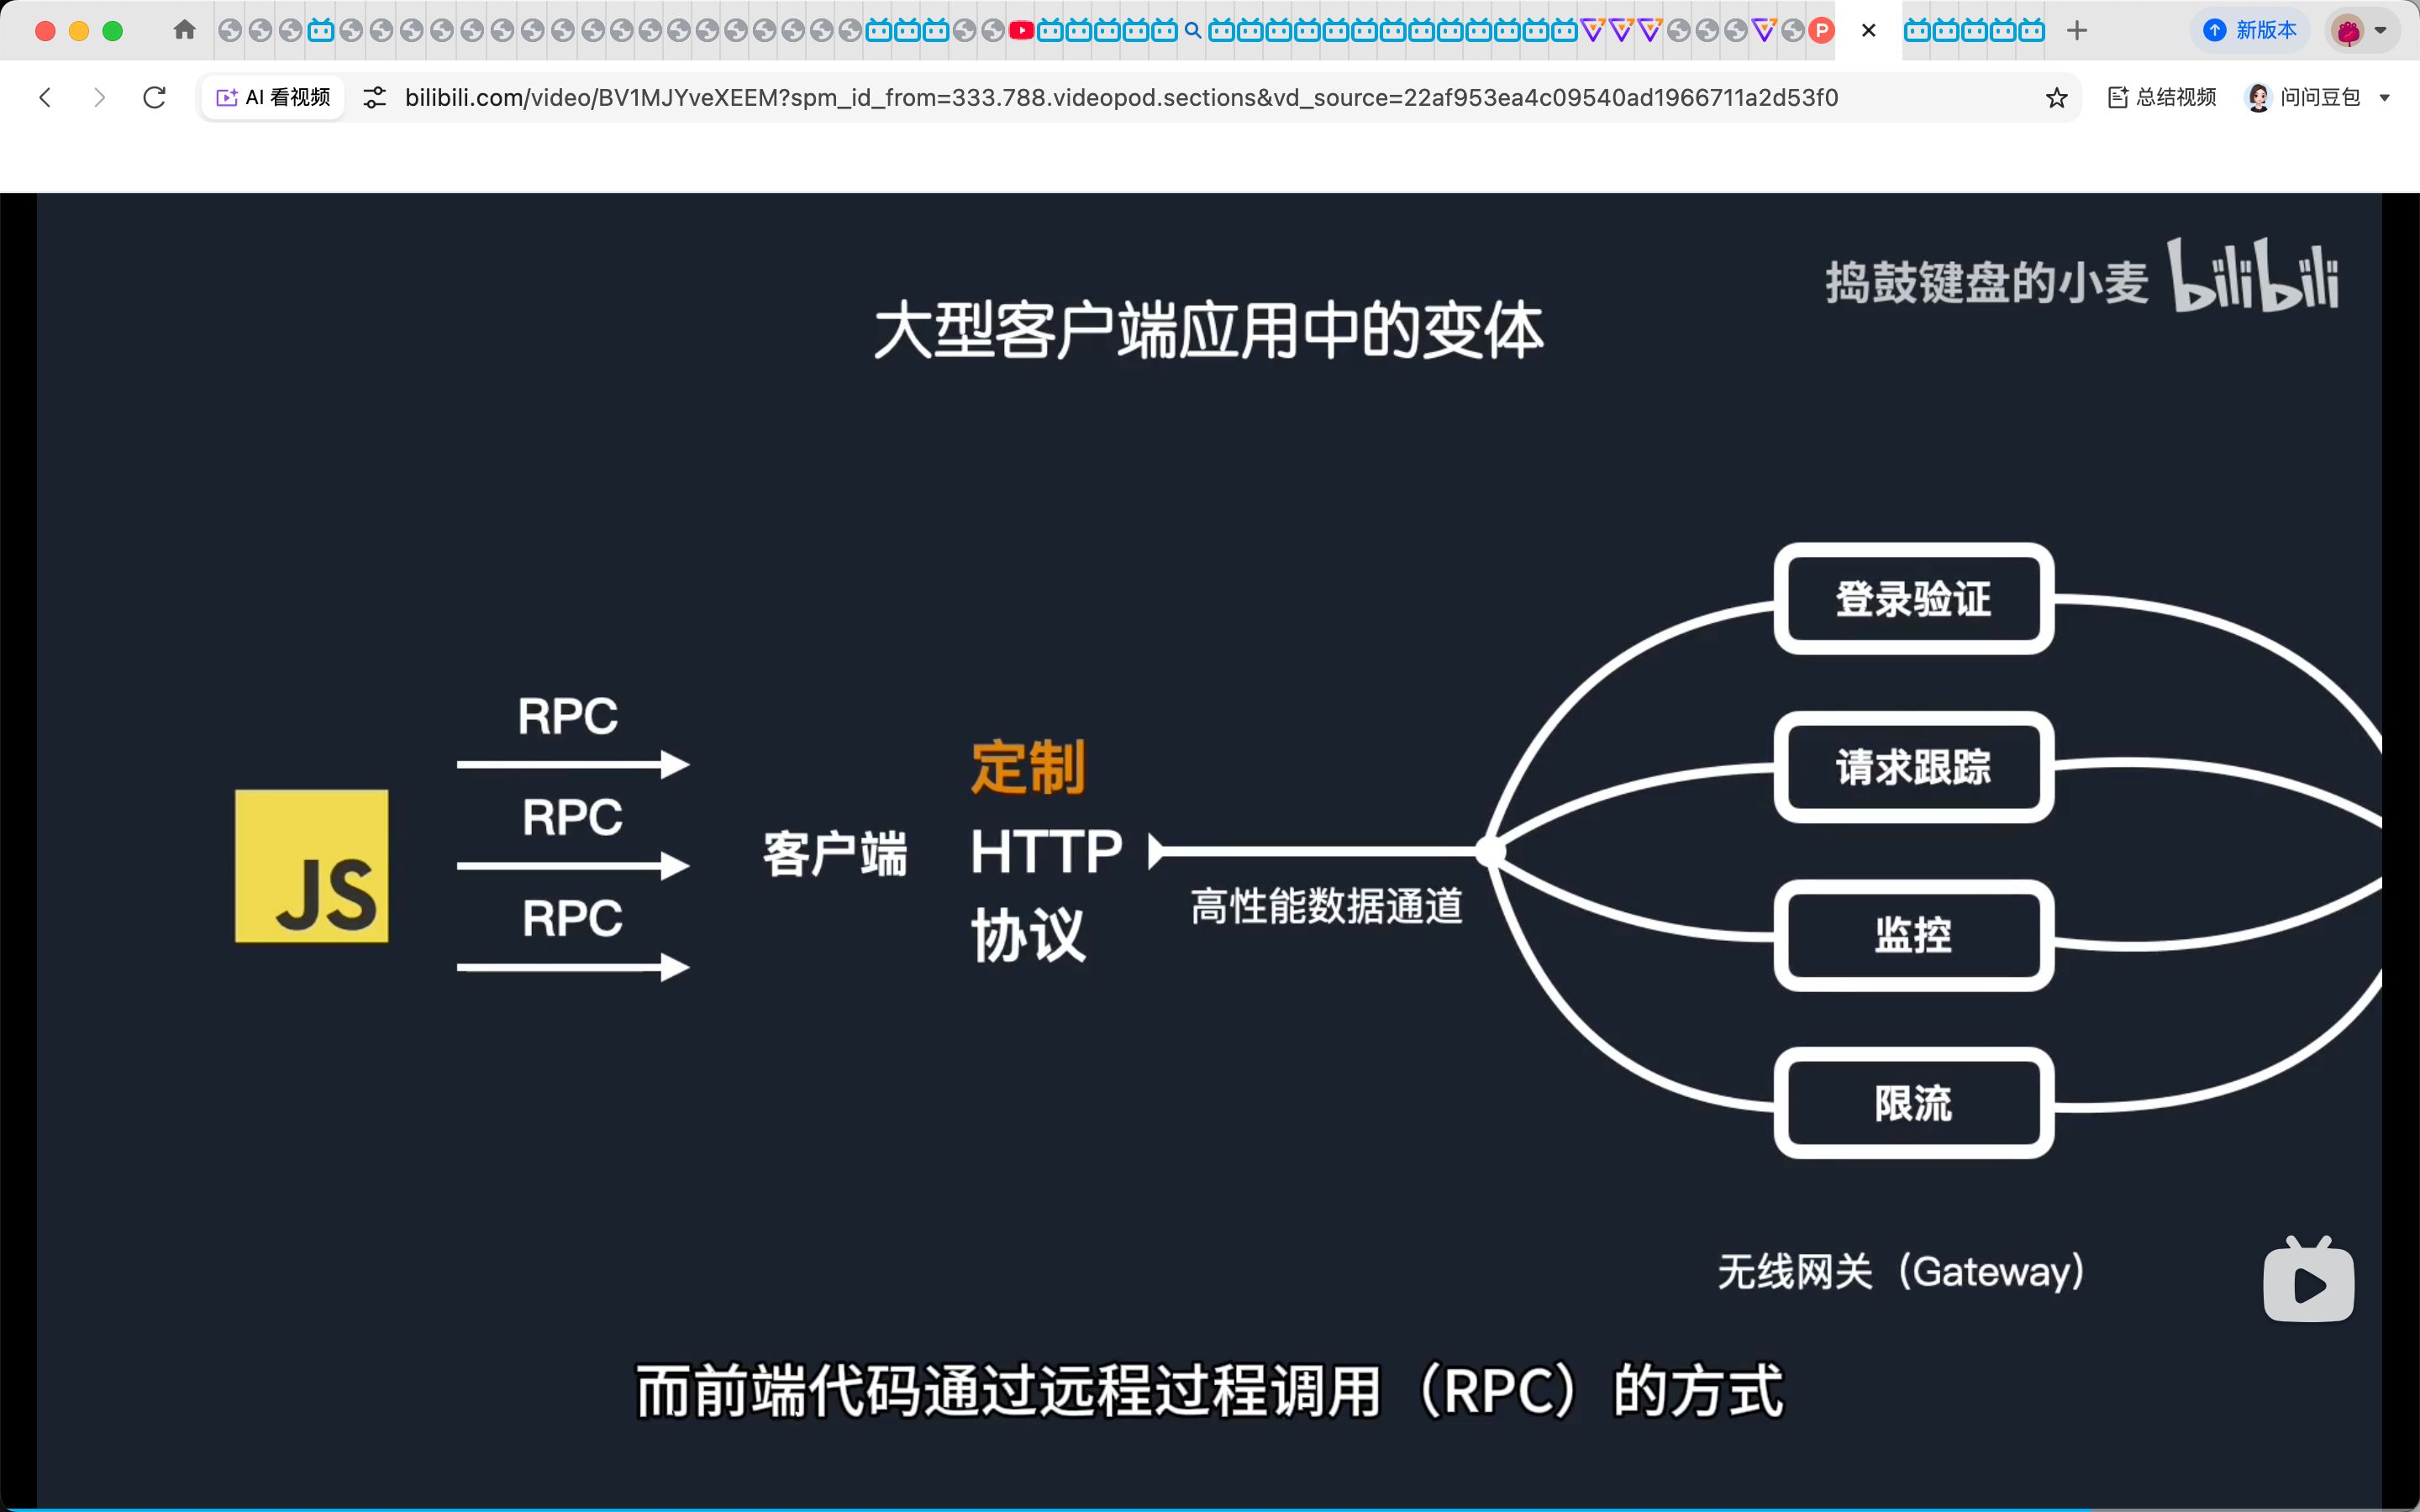 新版本
AI 看视频
bilibili.com/video/BV1MJYveXEEM?spm_id_from=333.788.videopod.sections&vd_source=22af953ea4c09540ad1966711a2d53f0
总结视频
问问豆包
捣鼓键盘的小麦 bilibili
大型客户端应用中的变体
登录验证
RPC
请求跟踪
定制
RPC
客户端
HTTP
JS
高性能数据通道
RPC
协议
监控
限流
无线网关（Gateway）
而前端代码通过远程过程调用（RPC）的方式